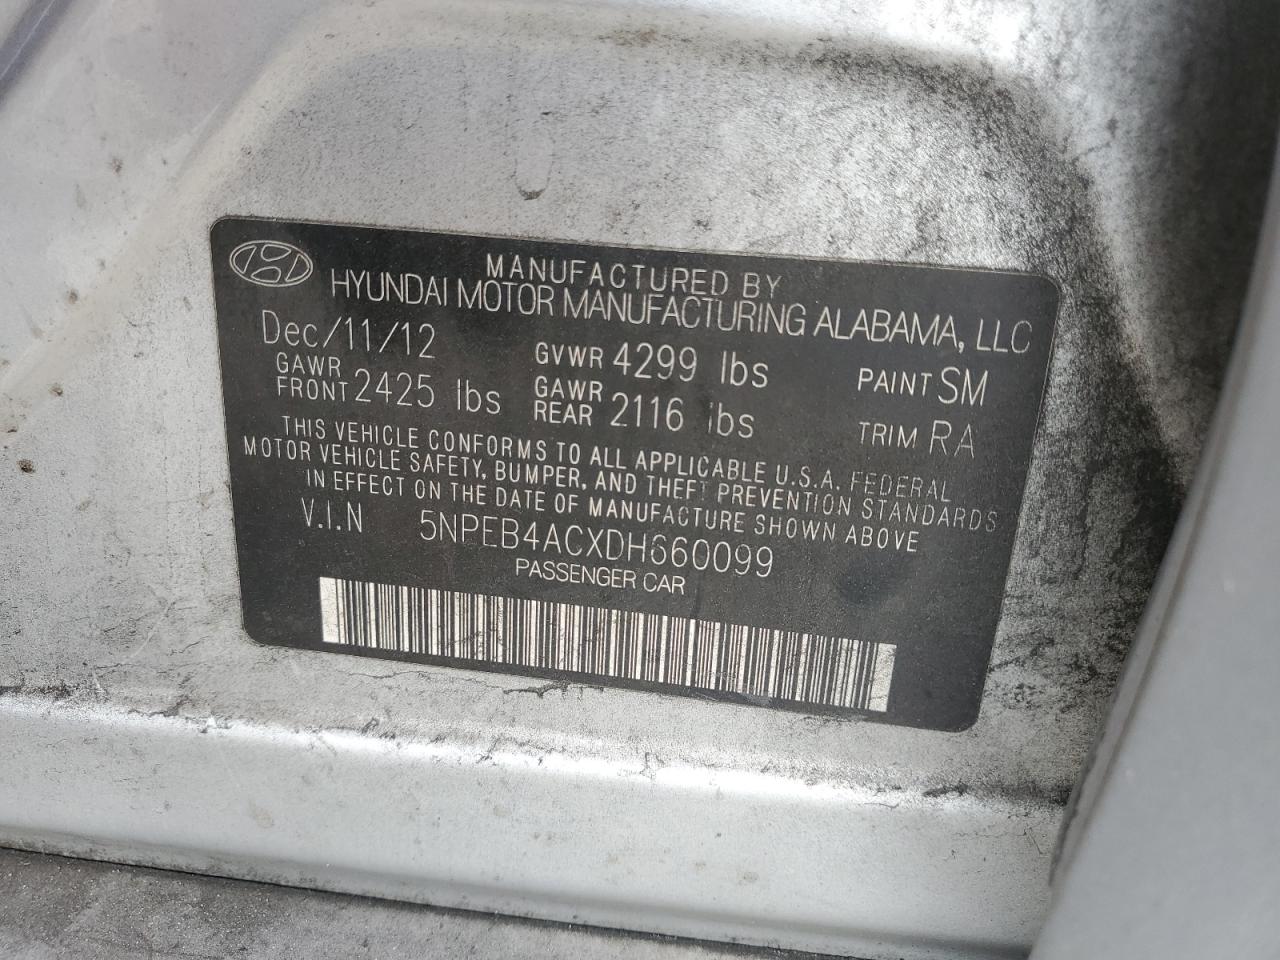 MANUFACTURED BY
HYUNDAI MOTOR MANUFACTURING ALABAMA, LLC
Dec/11/12 GVWR 4299 lbs PAINT SM
GAWR FRONT 2425 lbs GAWR REAR 2116 lbs TRIM RA
THIS VEHICLE CONFORMS TO ALL APPLICABLE U.S.A. FEDERAL
MOTOR VEHICLE SAFETY, BUMPER, AND THEFT PREVENTION STANDARDS
IN EFFECT ON THE DATE OF MANUFACTURE SHOWN ABOVE
V.I.N 5NPEB4ACXDH660099
PASSENGER CAR